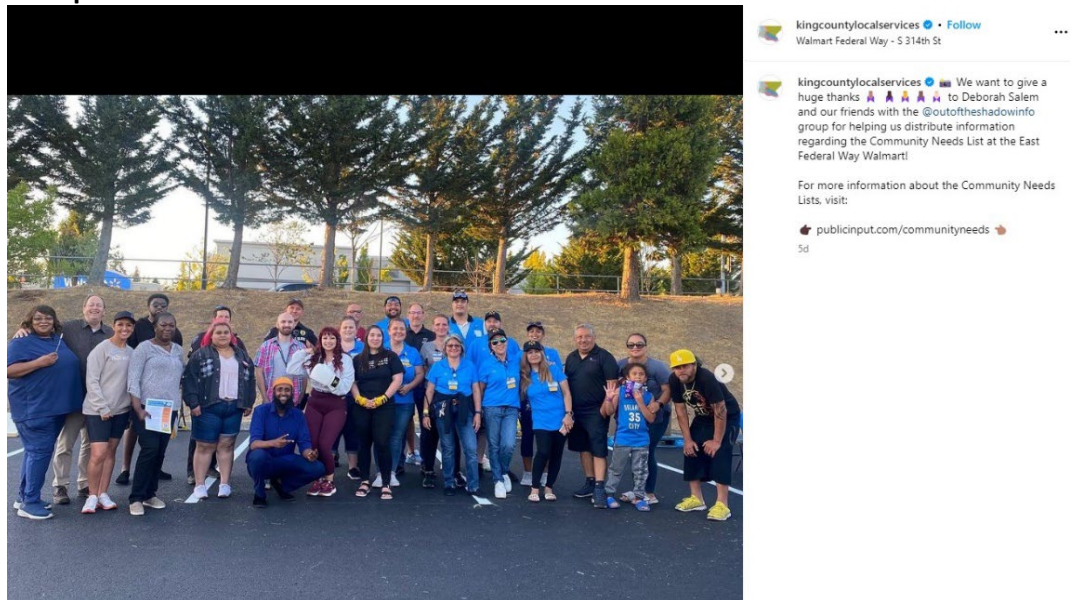 kingcountylocalservices • Follow
Walmart Federal Way - S 314th St
kingcountylocalservices 📸 We want to give a
huge thanks to Deborah Salem
and our friends with the @outoftheshadowinfo
group for helping us distribute information
regarding the Community Needs List at the East
Federal Way Walmart!
For more information about the Community Needs
Lists, visit:
publicinput.com/communityneeds
5d
35
CITY